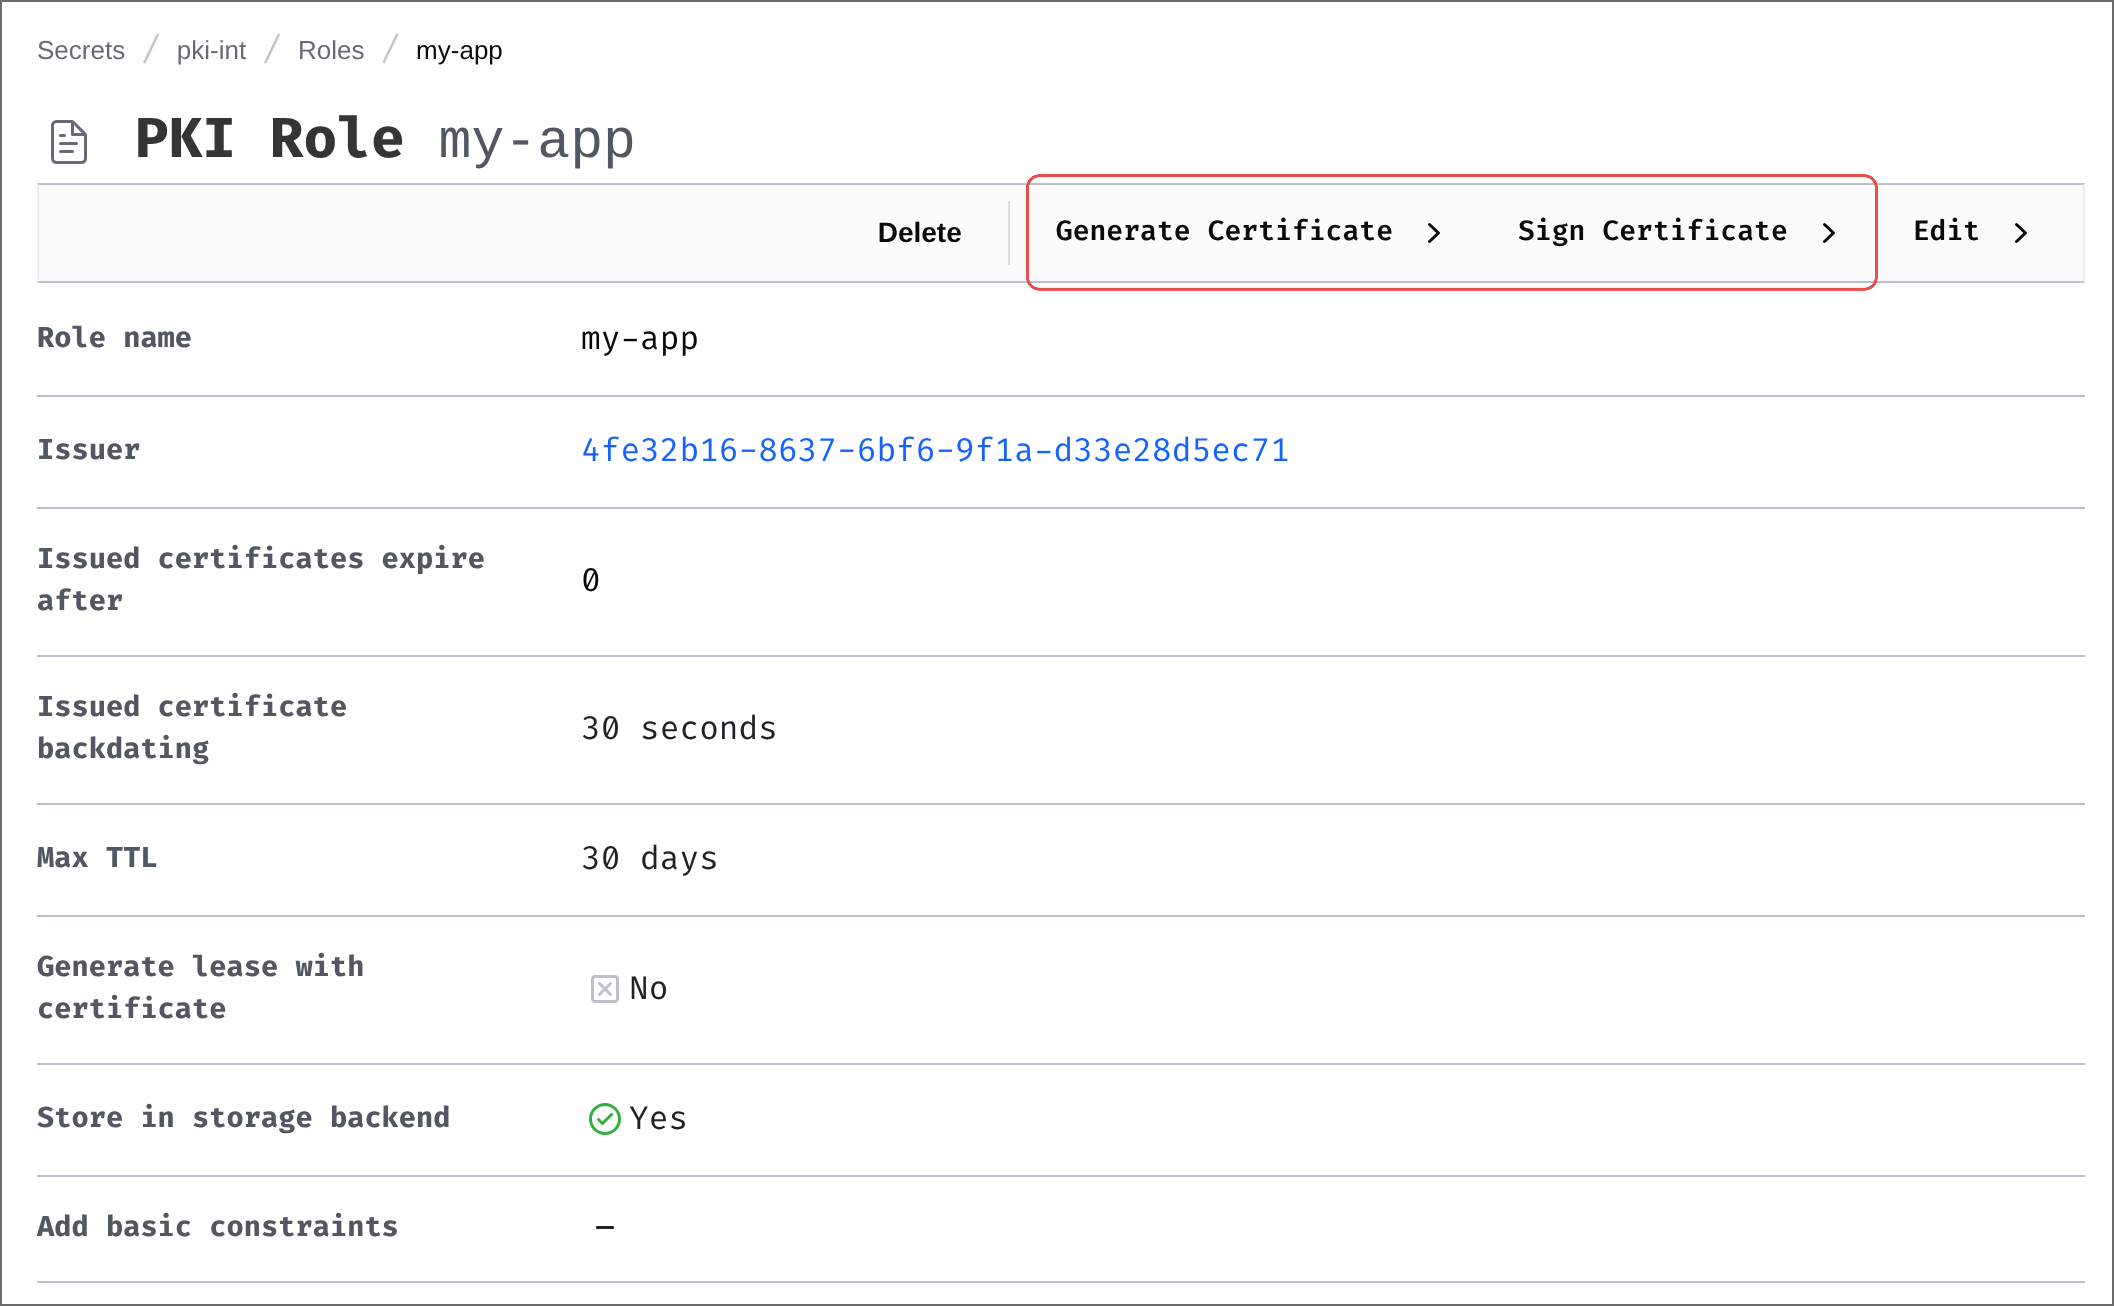 Secrets / pki-int / Roles / my-app
PKI Role my-app
Delete Generate Certificate Sign Certificate Edit
Role name my-app
Issuer 4fe32b16-8637-6bf6-9f1a-d33e28d5ec71
Issued certificates expire
after
0
Issued certificate
backdating
30 seconds
Max TTL 30 days
Generate lease with
certificate
No
Store in storage backend Yes
Add basic constraints —